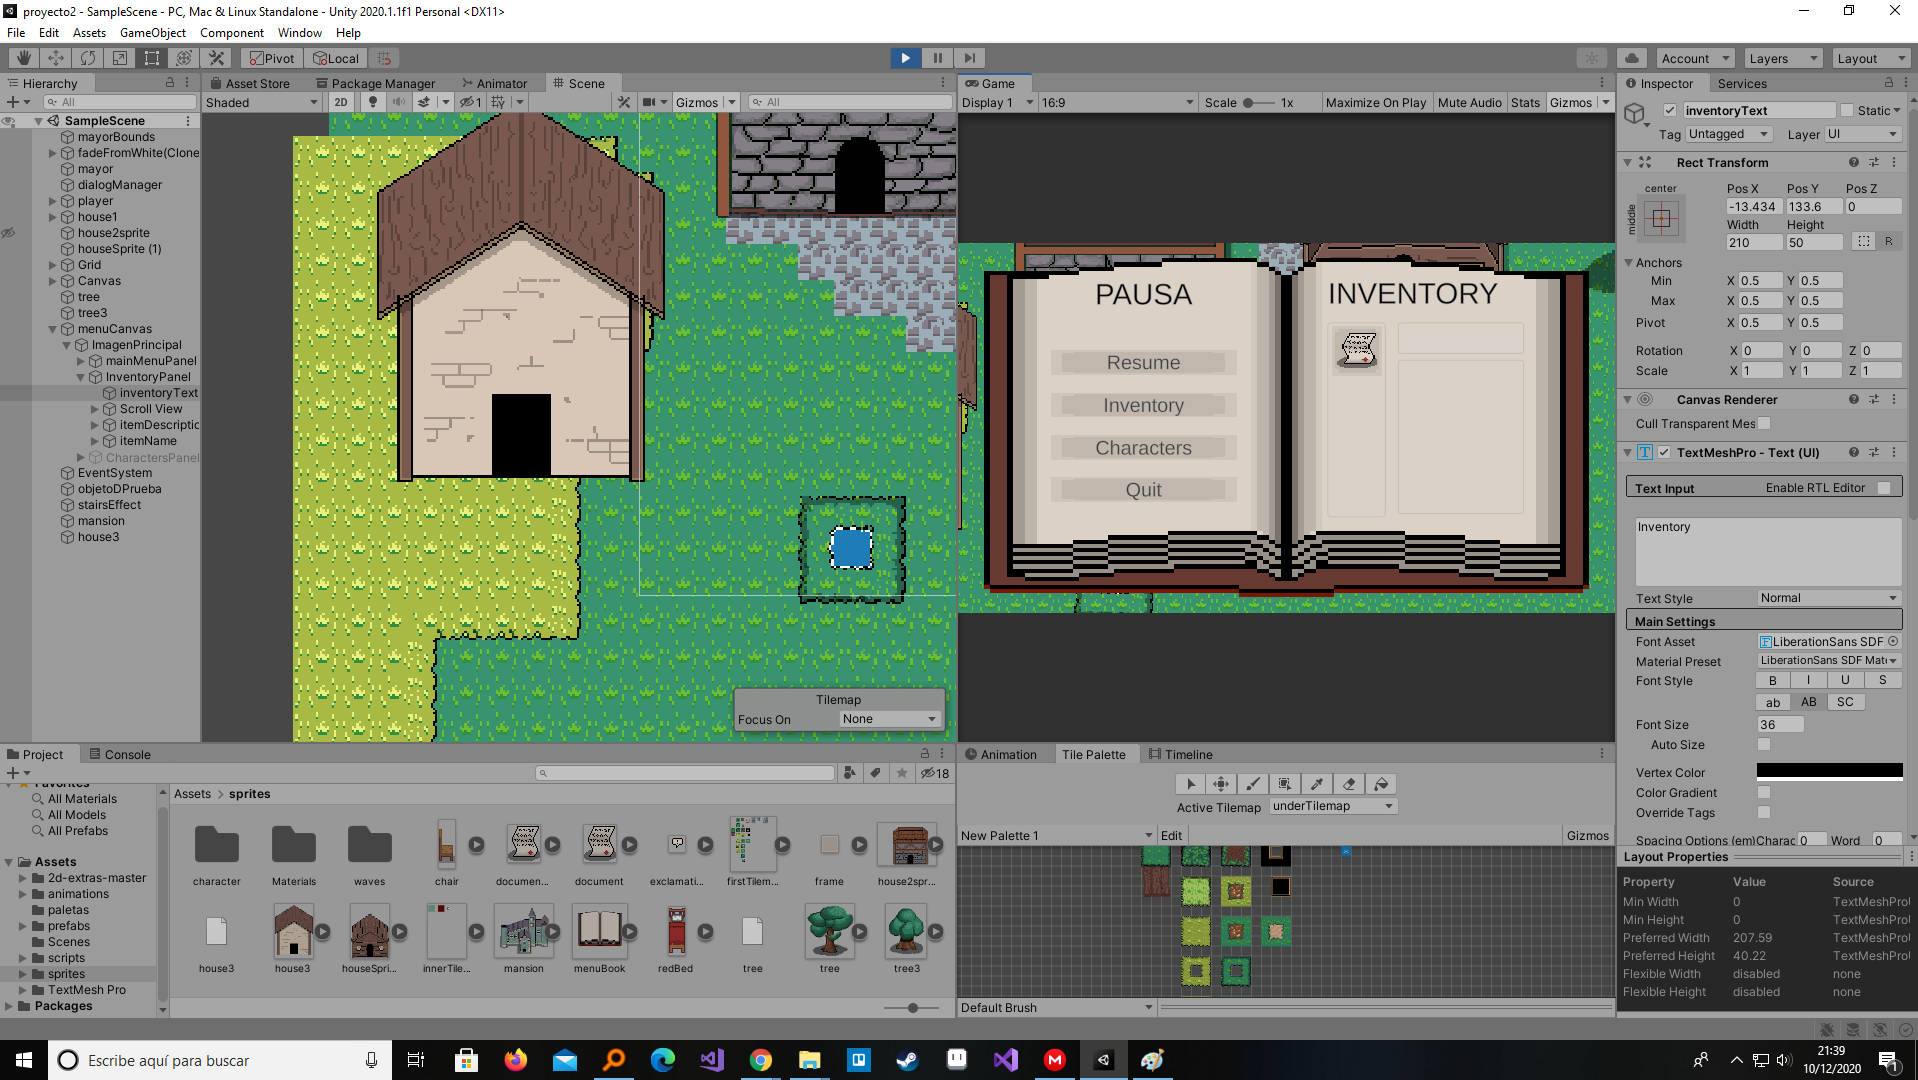 proyecto2 - SampleScene - PC, Mac & Linux Standalone - Unity 2020.1.1f1 Personal <DX11>
File Edit Assets GameObject Component Window Help
Pivot Local Account Layers Layout
Hierarchy Asset Store Package Manager Animator Scene Game Inspector Services
All Shaded 2D 1 Gizmos All Display 1 16:9 Scale 1x Maximize On Play Mute Audio Stats Gizmos
SampleScene
mayorBounds
fadeFromWhite(Clone
mayor
dialogManager
player
house1
house2sprite
houseSprite (1)
Grid
Canvas
tree
tree3
menuCanvas
ImagenPrincipal
mainMenuPanel
InventoryPanel
inventoryText
Scroll View
itemDescriptic
itemName
CharactersPanel
EventSystem
objetoDPrueba
stairsEffect
mansion
house3
Tilemap
Focus On None
PAUSA
Resume
Inventory
Characters
Quit
INVENTORY
inventoryText Static
Tag Untagged Layer UI
Rect Transform
center
middle
Pos X Pos Y Pos Z
-13.434 133.6 0
Width Height
210 50
R
Anchors
Min X 0.5 Y 0.5
Max X 0.5 Y 0.5
Pivot X 0.5 Y 0.5
Rotation X 0 Y 0 Z 0
Scale X 1 Y 1 Z 1
Canvas Renderer
Cull Transparent Mes
TextMeshPro - Text (UI)
Text Input Enable RTL Editor
Inventory
Text Style Normal
Main Settings
Font Asset LiberationSans SDF
Material Preset LiberationSans SDF Mate
Font Style B I U S
ab AB SC
Font Size 36
Auto Size
Vertex Color
Color Gradient
Override Tags
Spacing Options (em) Charac 0 Word 0
Layout Properties
Property Value Source
Min Width 0 TextMeshProU
Min Height 0 TextMeshProU
Preferred Width 207.59 TextMeshProU
Preferred Height 40.22 TextMeshProU
Flexible Width disabled none
Flexible Height disabled none
Project Console
18
Favorites
All Materials
All Models
All Prefabs
Assets
2d-extras-master
animations
paletas
prefabs
Scenes
scripts
sprites
TextMesh Pro
Packages
Assets > sprites
character Materials waves chair documen... document exclamati... firstTilem... frame house2spr...
house3 house3 houseSpri... innerTile... mansion menuBook redBed tree tree tree3
Animation Tile Palette Timeline
Active Tilemap underTilemap
New Palette 1 Edit Gizmos
Default Brush
Escribe aquí para buscar
21:39
10/12/2020
1